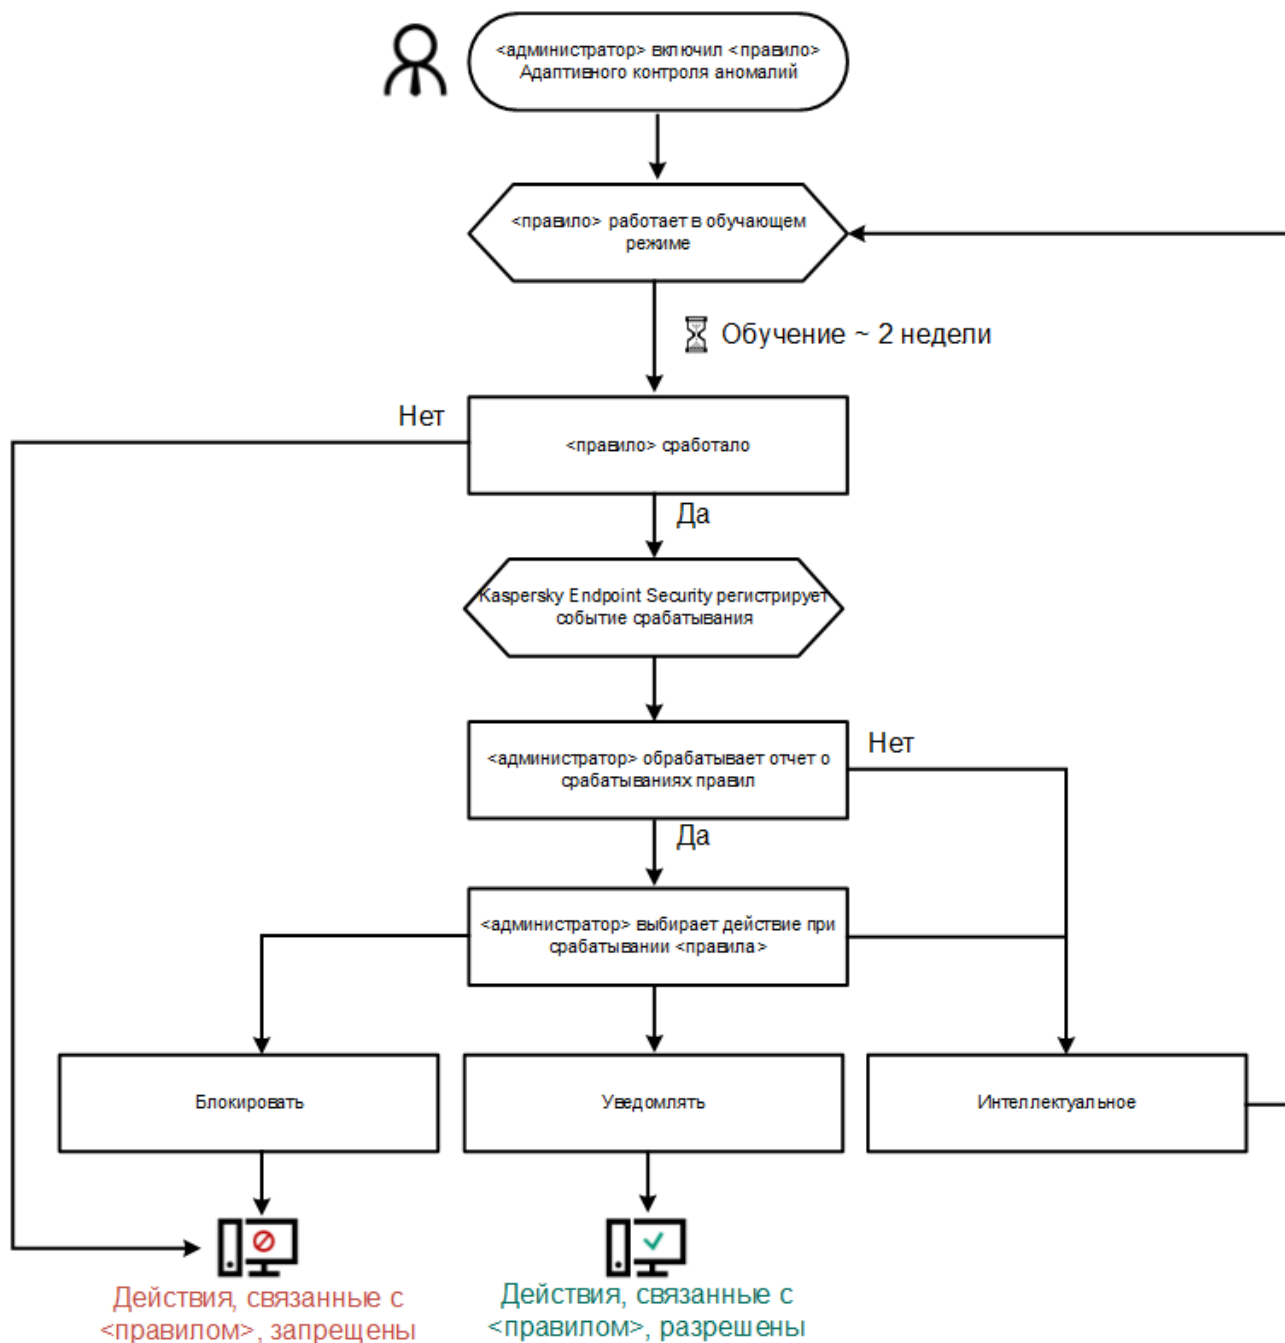 <администратор> включил <правило>
Адаптивного контроля аномалий
<правило> работает в обучающем
режиме
Обучение ~ 2 недели
Нет
<правило> сработало
Да
Kaspersky Endpoint Security регистрирует
событие срабатывания
<администратор> обрабатывает отчет о
срабатываниях правил
Нет
Да
<администратор> выбирает действие при
срабатывании <правила>
Блокировать
Уведомлять
Интеллектуальное
Действия, связанные с
<правилом>, запрещены
Действия, связанные с
<правилом>, разрешены